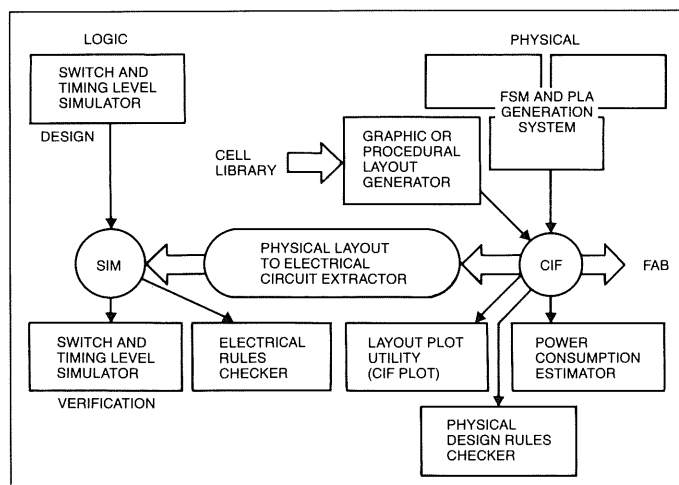 LOGIC
PHYSICAL
SWITCH AND
TIMING LEVEL
SIMULATOR
DESIGN
FSM AND PLA
GENERATION
SYSTEM
CELL
LIBRARY
GRAPHIC OR
PROCEDURAL
LAYOUT
GENERATOR
SIM
PHYSICAL LAYOUT
TO ELECTRICAL
CIRCUIT EXTRACTOR
CIF
FAB
SWITCH AND
TIMING LEVEL
SIMULATOR
VERIFICATION
ELECTRICAL
RULES
CHECKER
LAYOUT PLOT
UTILITY
(CIF PLOT)
POWER
CONSUMPTION
ESTIMATOR
PHYSICAL
DESIGN RULES
CHECKER